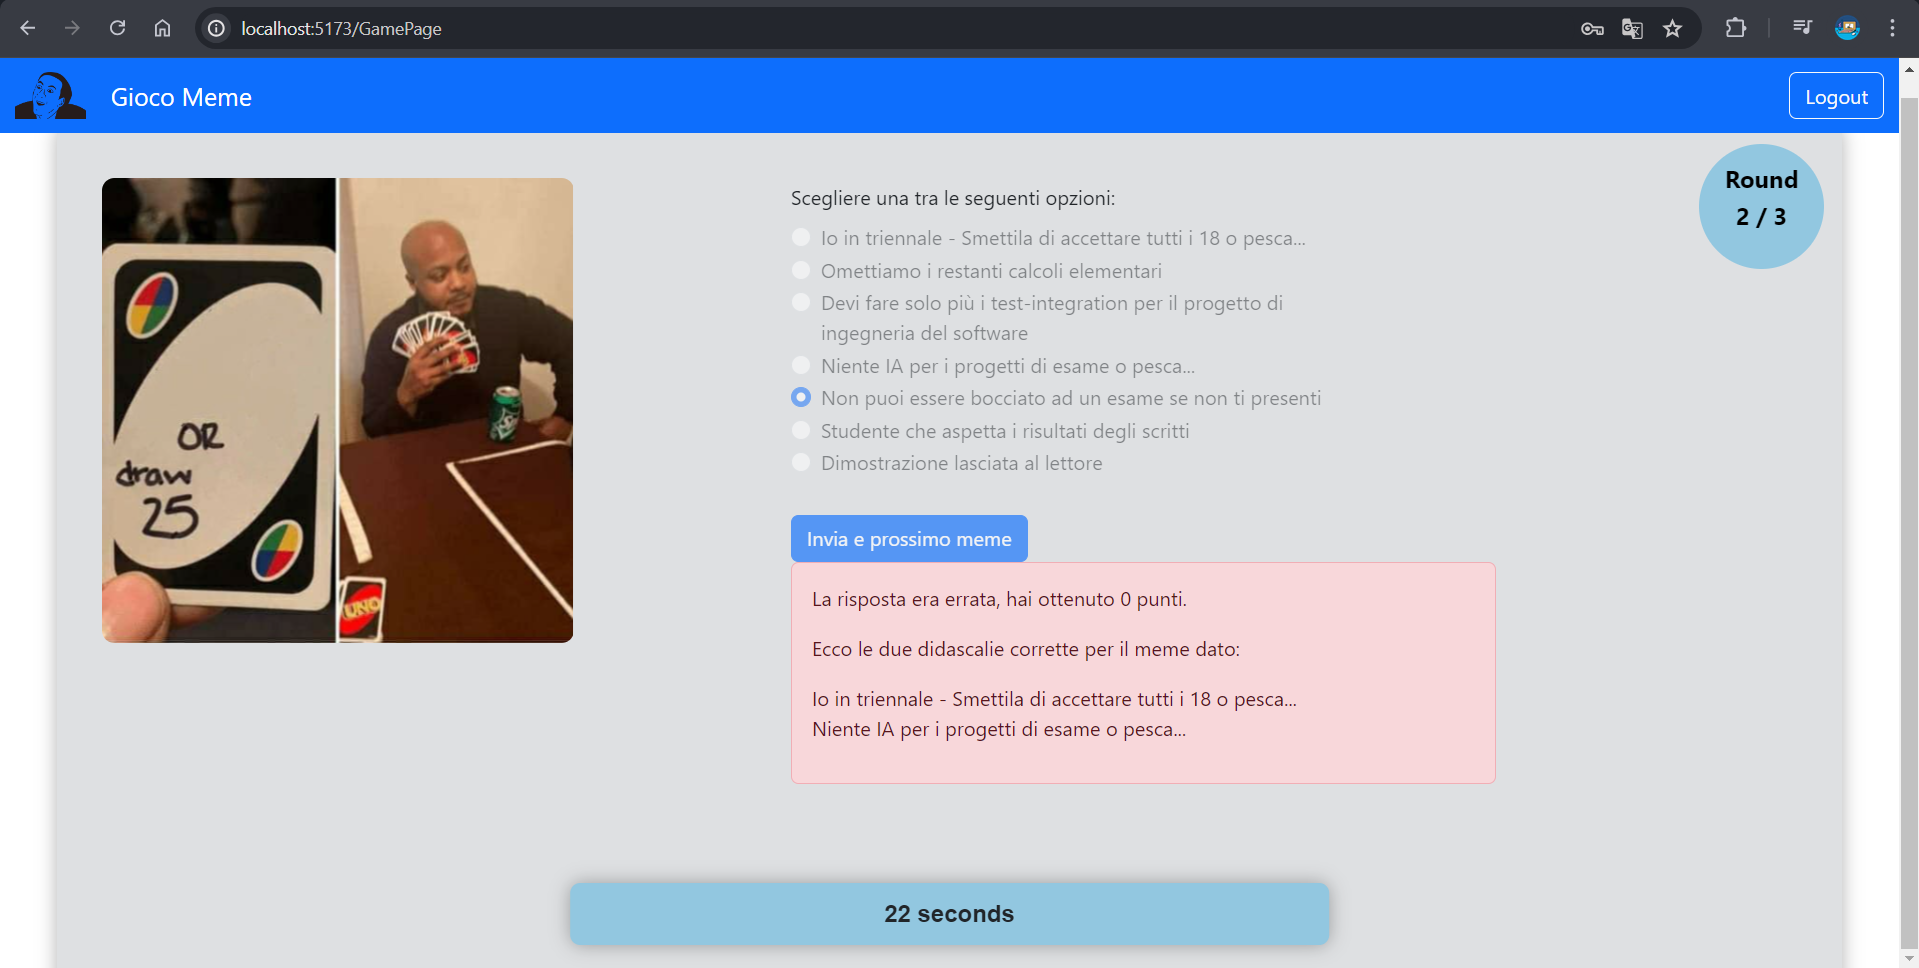 localhost:5173/GamePage
Gioco Meme
Logout
Round
2 / 3
OR
draw
25
UNO
Scegliere una tra le seguenti opzioni:
Io in triennale - Smettila di accettare tutti i 18 o pesca...
Omettiamo i restanti calcoli elementari
Devi fare solo più i test-integration per il progetto di
ingegneria del software
Niente IA per i progetti di esame o pesca...
Non puoi essere bocciato ad un esame se non ti presenti
Studente che aspetta i risultati degli scritti
Dimostrazione lasciata al lettore
Invia e prossimo meme
La risposta era errata, hai ottenuto 0 punti.
Ecco le due didascalie corrette per il meme dato:
Io in triennale - Smettila di accettare tutti i 18 o pesca...
Niente IA per i progetti di esame o pesca...
22 seconds